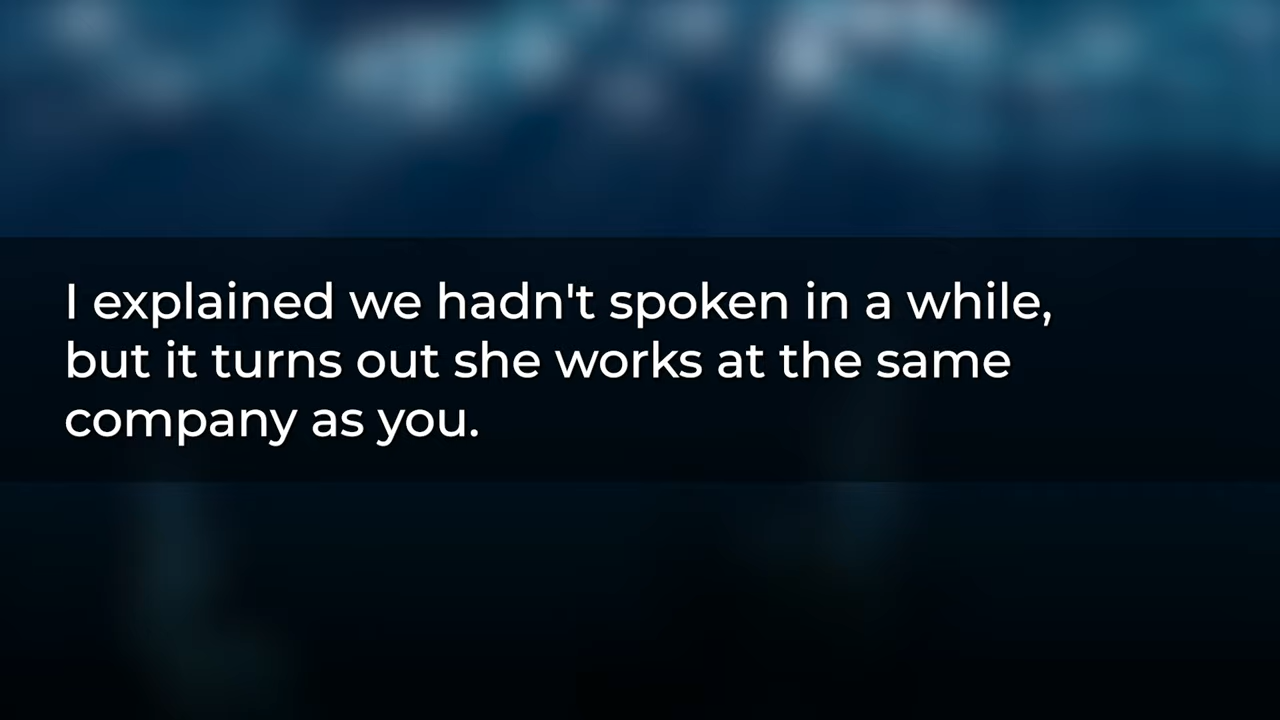 I explained we hadn't spoken in a while,
but it turns out she works at the same
company as you.